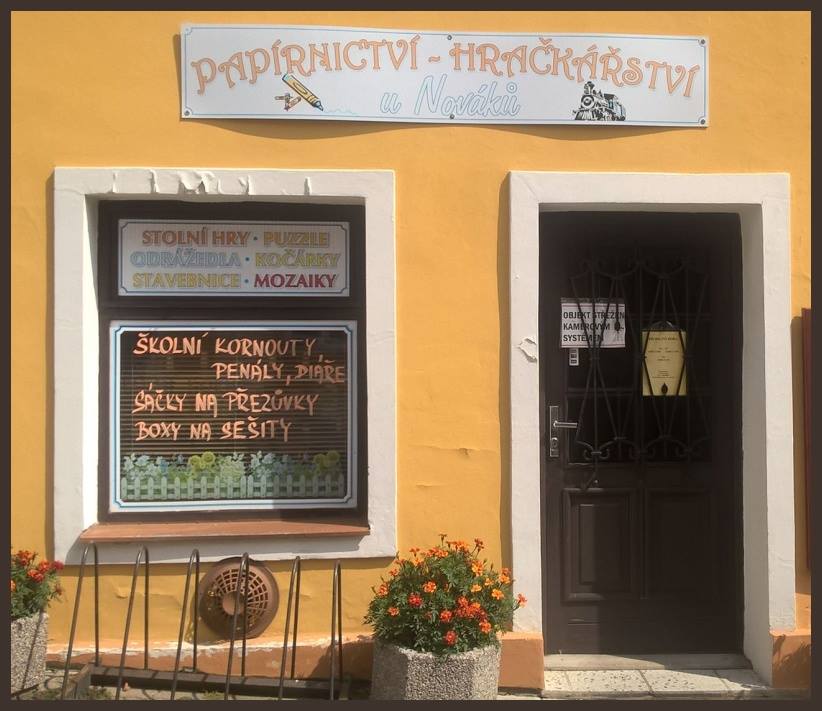 PAPÍRNICTVÍ - HRAČKÁŘSTVÍ
u Nováků
STOLNÍ HRY • PUZZLE
ODRÁŽEDLA • KOČÁRKY
STAVEBNICE • MOZAIKY
ŠKOLNÍ KORNOUTY,
PENÁLY, DIÁŘE
SÁČKY NA PŘEZŮVKY
BOXY NA SEŠITY
OBJEKT STŘEŽEN
KAMEROVÝM
SYSTÉMEM